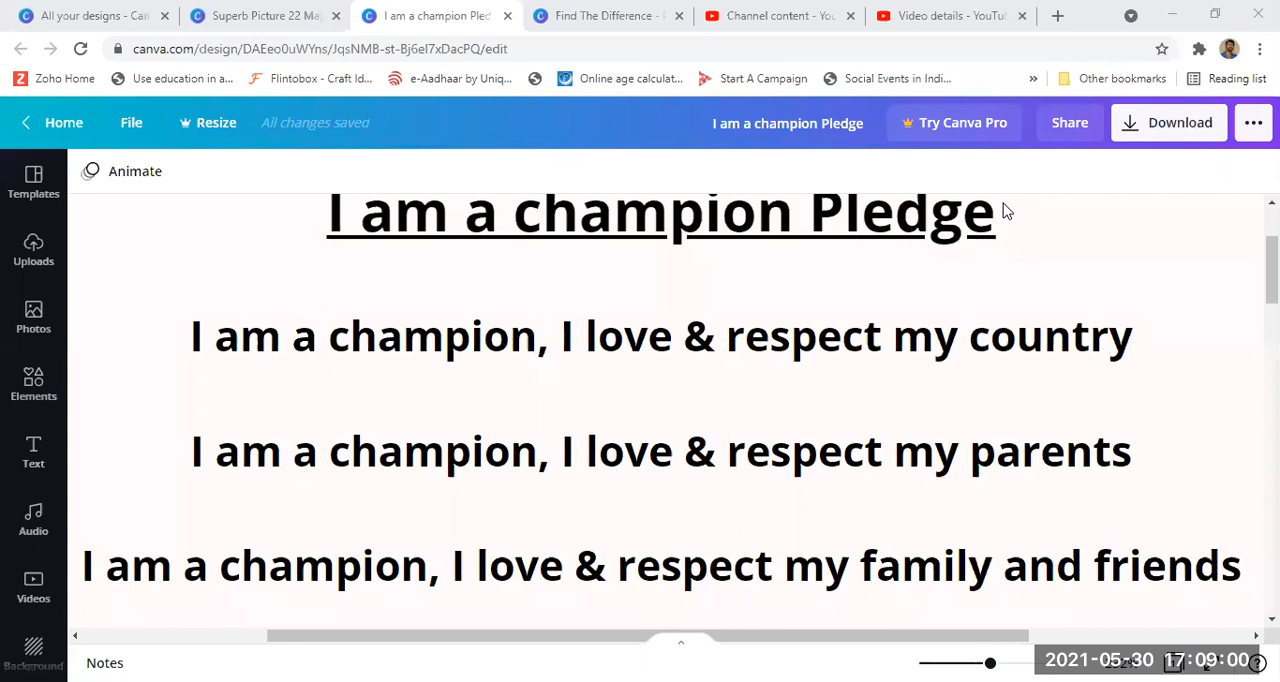 All your designs - Can
Superb Picture 22 Ma
I am a champion Pled
Find The Difference -
Channel content - You
Video details - YouTu
canva.com/design/DAEeo0uWYns/JqsNMB-st-Bj6eI7xDacPQ/edit
Zoho Home
Use education in a...
Flintobox - Craft Id...
e-Aadhaar by Uniq...
Online age calculat...
Start A Campaign
Social Events in Indi...
»
Other bookmarks
Reading list
Home
File
Resize
All changes saved
I am a champion Pledge
Try Canva Pro
Share
Download
Animate
Templates
Uploads
Photos
Elements
Text
Audio
Videos
Background
I am a champion Pledge
I am a champion, I love & respect my country
I am a champion, I love & respect my parents
I am a champion, I love & respect my family and friends
Notes
2021-05-30 17:09:00